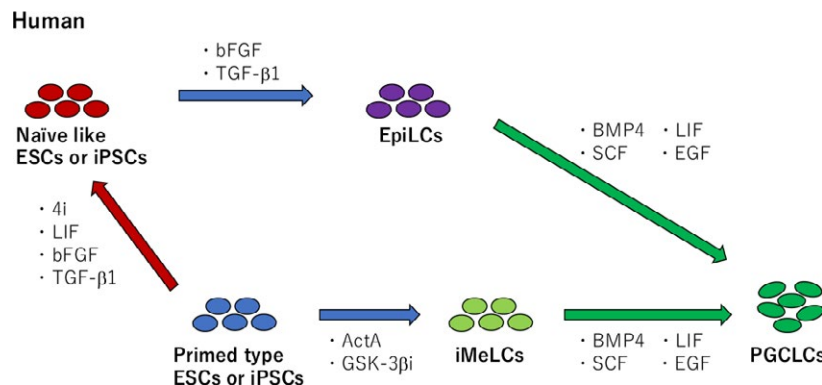 Human
・bFGF
・TGF-β1
Naïve like
ESCs or iPSCs
EpiLCs
・BMP4 ・LIF
・SCF ・EGF
・4i
・LIF
・bFGF
・TGF-β1
Primed type
ESCs or iPSCs
・ActA
・GSK-3βi
iMeLCs
・BMP4 ・LIF
・SCF ・EGF
PGCLCs